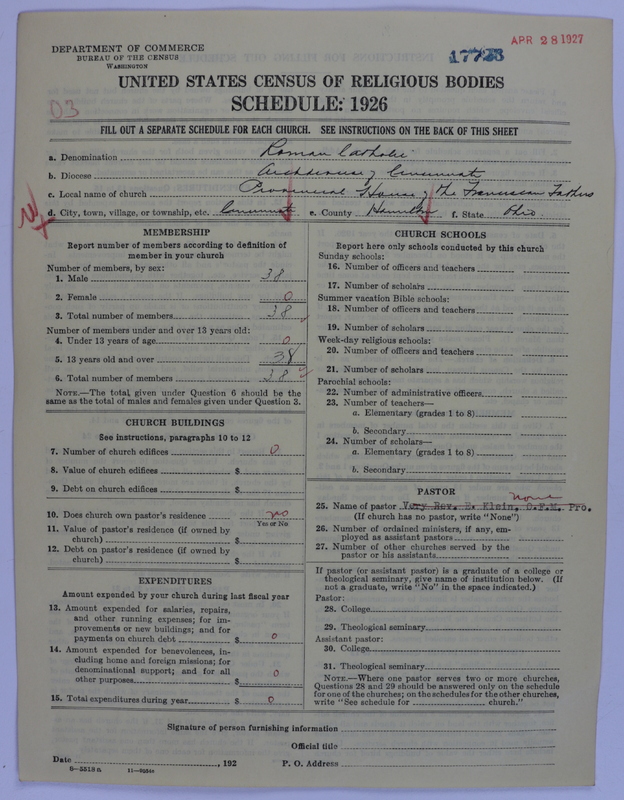 APR 28 1927
17723
DEPARTMENT OF COMMERCE
BUREAU OF THE CENSUS
WASHINGTON
UNITED STATES CENSUS OF RELIGIOUS BODIES
SCHEDULE: 1926
03
FILL OUT A SEPARATE SCHEDULE FOR EACH CHURCH. SEE INSTRUCTIONS ON THE BACK OF THIS SHEET
a. Denomination Roman Catholic
b. Diocese Archdiocese of Cincinnati
c. Local name of church Provincial House of the Franciscan Fathers
d. City, town, village, or township, etc. Cincinnati e. County Hamilton f. State Ohio.
MEMBERSHIP
Report number of members according to definition of
member in your church
Number of members, by sex:
1. Male 38
2. Female 0
3. Total number of members 38
Number of members under and over 13 years old:
4. Under 13 years of age 0
5. 13 years old and over 38
6. Total number of members 38
NOTE.—The total given under Question 6 should be
same as the total of males and females given under Question 3.
CHURCH BUILDINGS
See instructions, paragraphs 10 to 12
7. Number of church edifices 0
8. Value of church edifices $
9. Debt on church edifices $
10. Does church own pastor's residence no
Yes or No
11. Value of pastor's residence (if owned by
church) $
12. Debt on pastor's residence (if owned by
church) $
EXPENDITURES
Amount expended by your church during last fiscal year
13. Amount expended for salaries, repairs,
and other running expenses; for im-
provements or new buildings; and for
payments on church debt $ 0
14. Amount expended for benevolences, in-
cluding home and foreign missions; for
denominational support; and for all
other purposes $ 0
15. Total expenditures during year $ 0
CHURCH SCHOOLS
Report here only schools conducted by this church
Sunday schools:
16. Number of officers and teachers
17. Number of scholars
Summer vacation Bible schools:
18. Number of officers and teachers
19. Number of scholars
Week-day religious schools:
20. Number of officers and teachers
21. Number of scholars
Parochial schools:
22. Number of administrative officers
23. Number of teachers—
a. Elementary (grades 1 to 8)
b. Secondary
24. Number of scholars—
a. Elementary (grades 1 to 8)
b. Secondary
PASTOR
none
25. Name of pastor Very Rev. E. Klein, O.F.M. Pro.
(If church has no pastor, write "None")
26. Number of ordained ministers, if any, em-
ployed as assistant pastors
27. Number of other churches served by the
pastor or his assistants
If pastor (or assistant pastor) is a graduate of a college or
theological seminary, give name of institution below. (If
not a graduate, write "No" in the space indicated.)
Pastor:
28. College
29. Theological seminary
Assistant pastor:
30. College
31. Theological seminary
NOTE.—Where one pastor serves two or more churches,
Questions 28 and 29 should be answered only on the schedule
for one of the churches; on the schedules for the other churches,
write "See schedule for church."
Signature of person furnishing information
Official title
Date , 192 P. O. Address